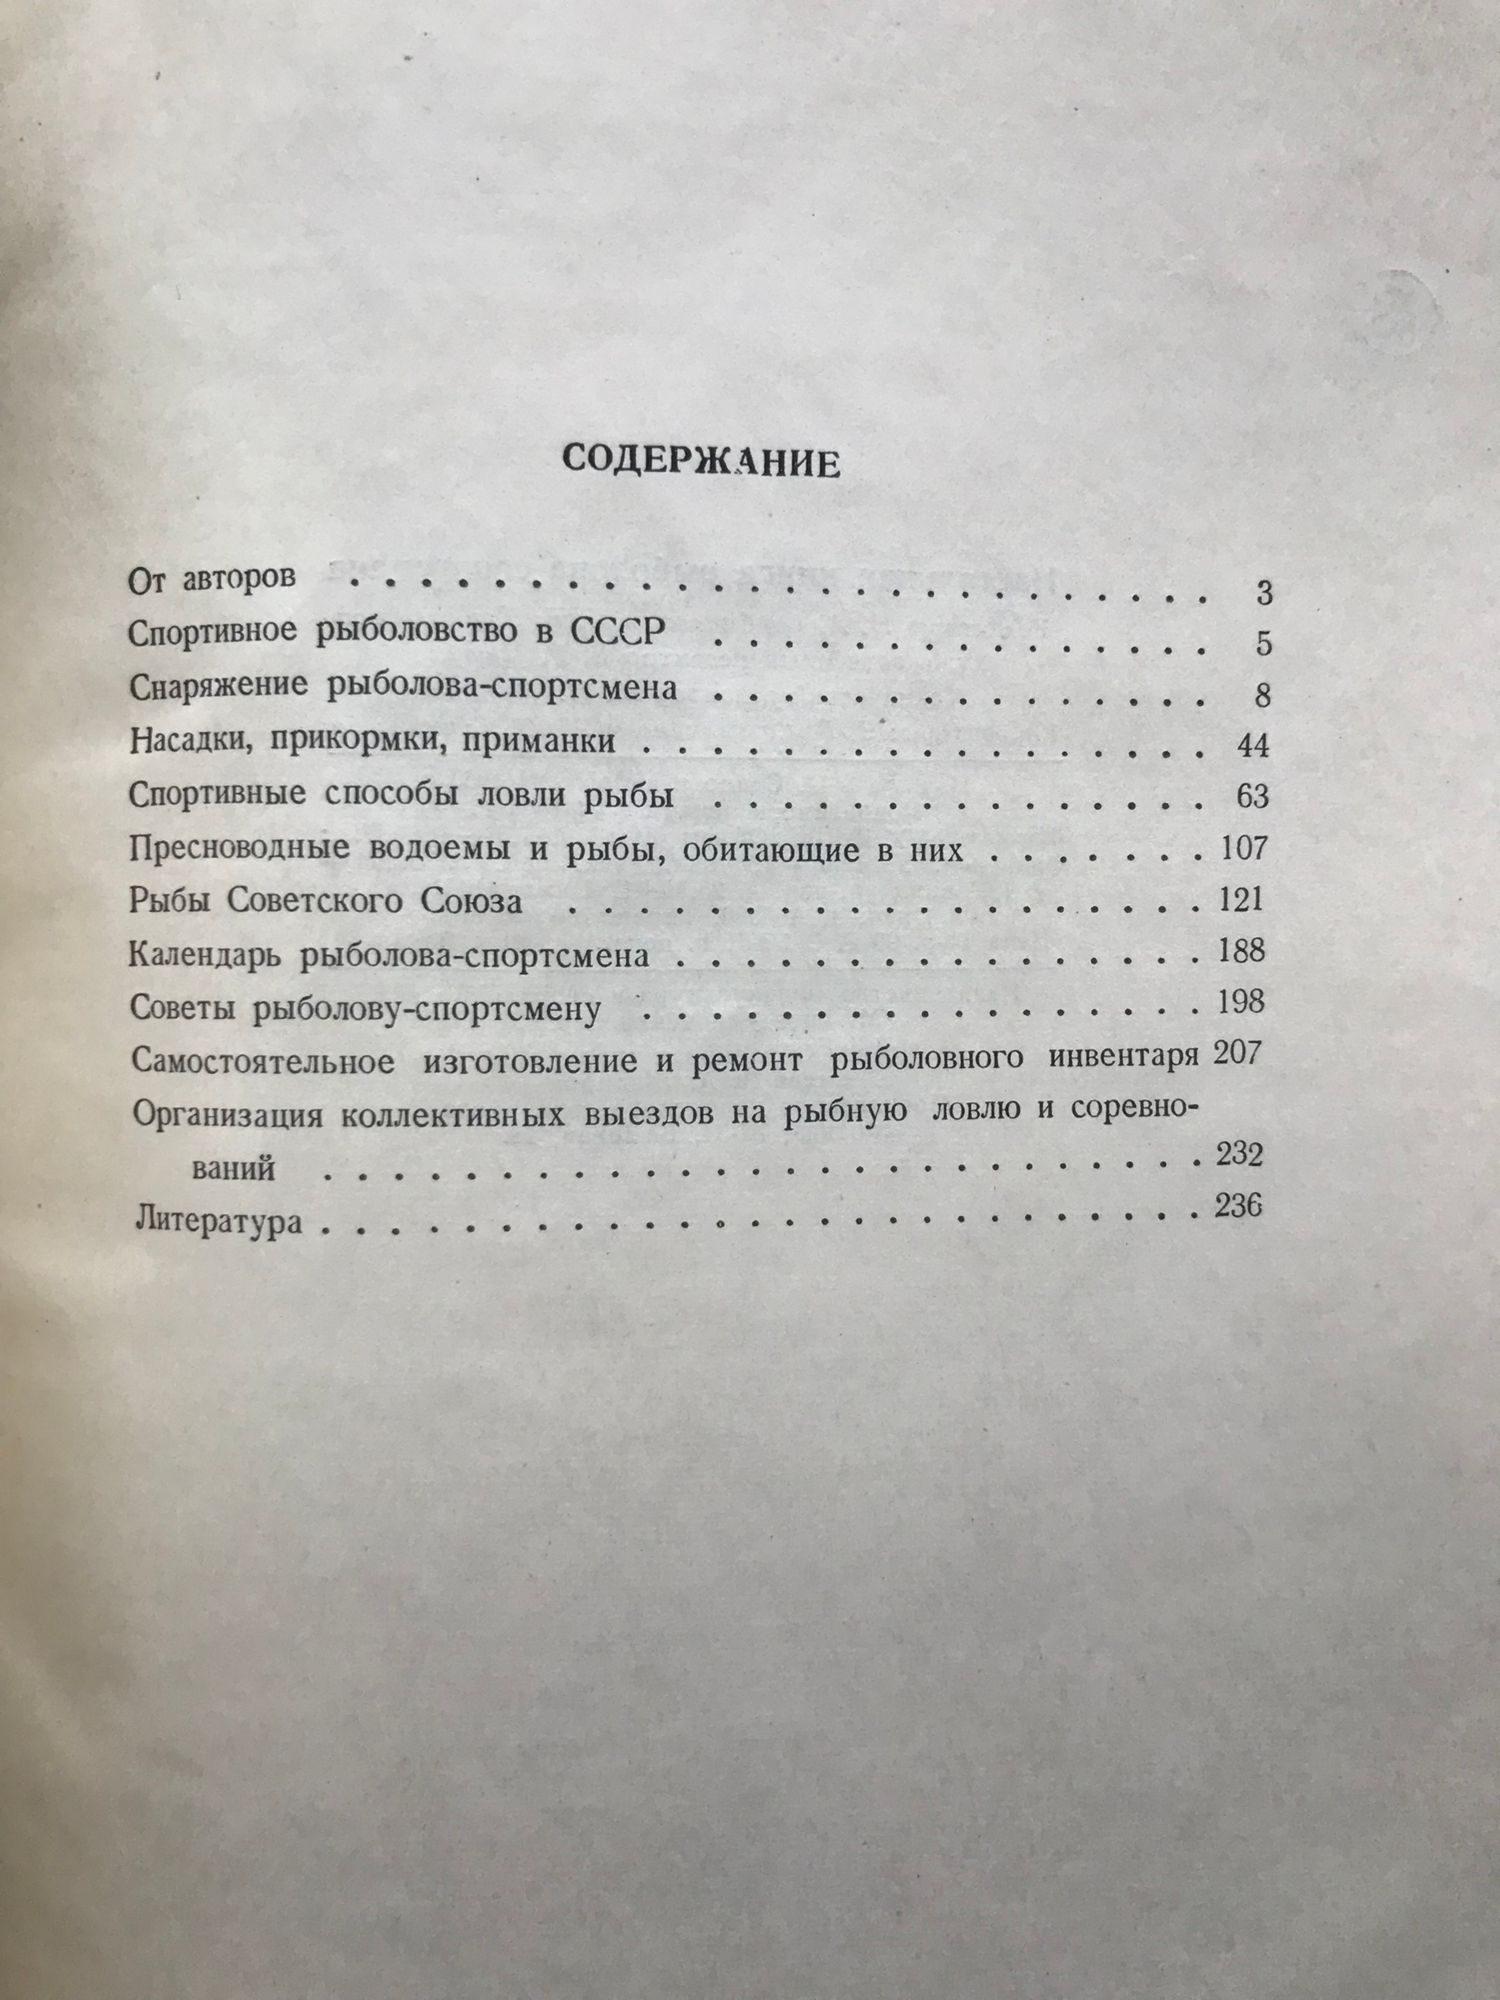 СОДЕРЖАНИЕ
От авторов . . . . . . . . . . . . . . . . . . . . . . . . 3
Спортивное рыболовство в СССР . . . . . . . . . . . . . . . 5
Снаряжение рыболова-спортсмена . . . . . . . . . . . . . . . 8
Насадки, прикормки, приманки . . . . . . . . . . . . . . . . . 44
Спортивные способы ловли рыбы . . . . . . . . . . . . . . . 63
Пресноводные водоемы и рыбы, обитающие в них . . . . . . . 107
Рыбы Советского Союза . . . . . . . . . . . . . . . . . . . 121
Календарь рыболова-спортсмена . . . . . . . . . . . . . . . . 188
Советы рыболову-спортсмену . . . . . . . . . . . . . . . . . 198
Самостоятельное изготовление и ремонт рыболовного инвентаря 207
Организация коллективных выездов на рыбную ловлю и соревно-
ваний . . . . . . . . . . . . . . . . . . . . . . . . . 232
Литература . . . . . . . . . . . . . . . . . . . . . . . . . 236